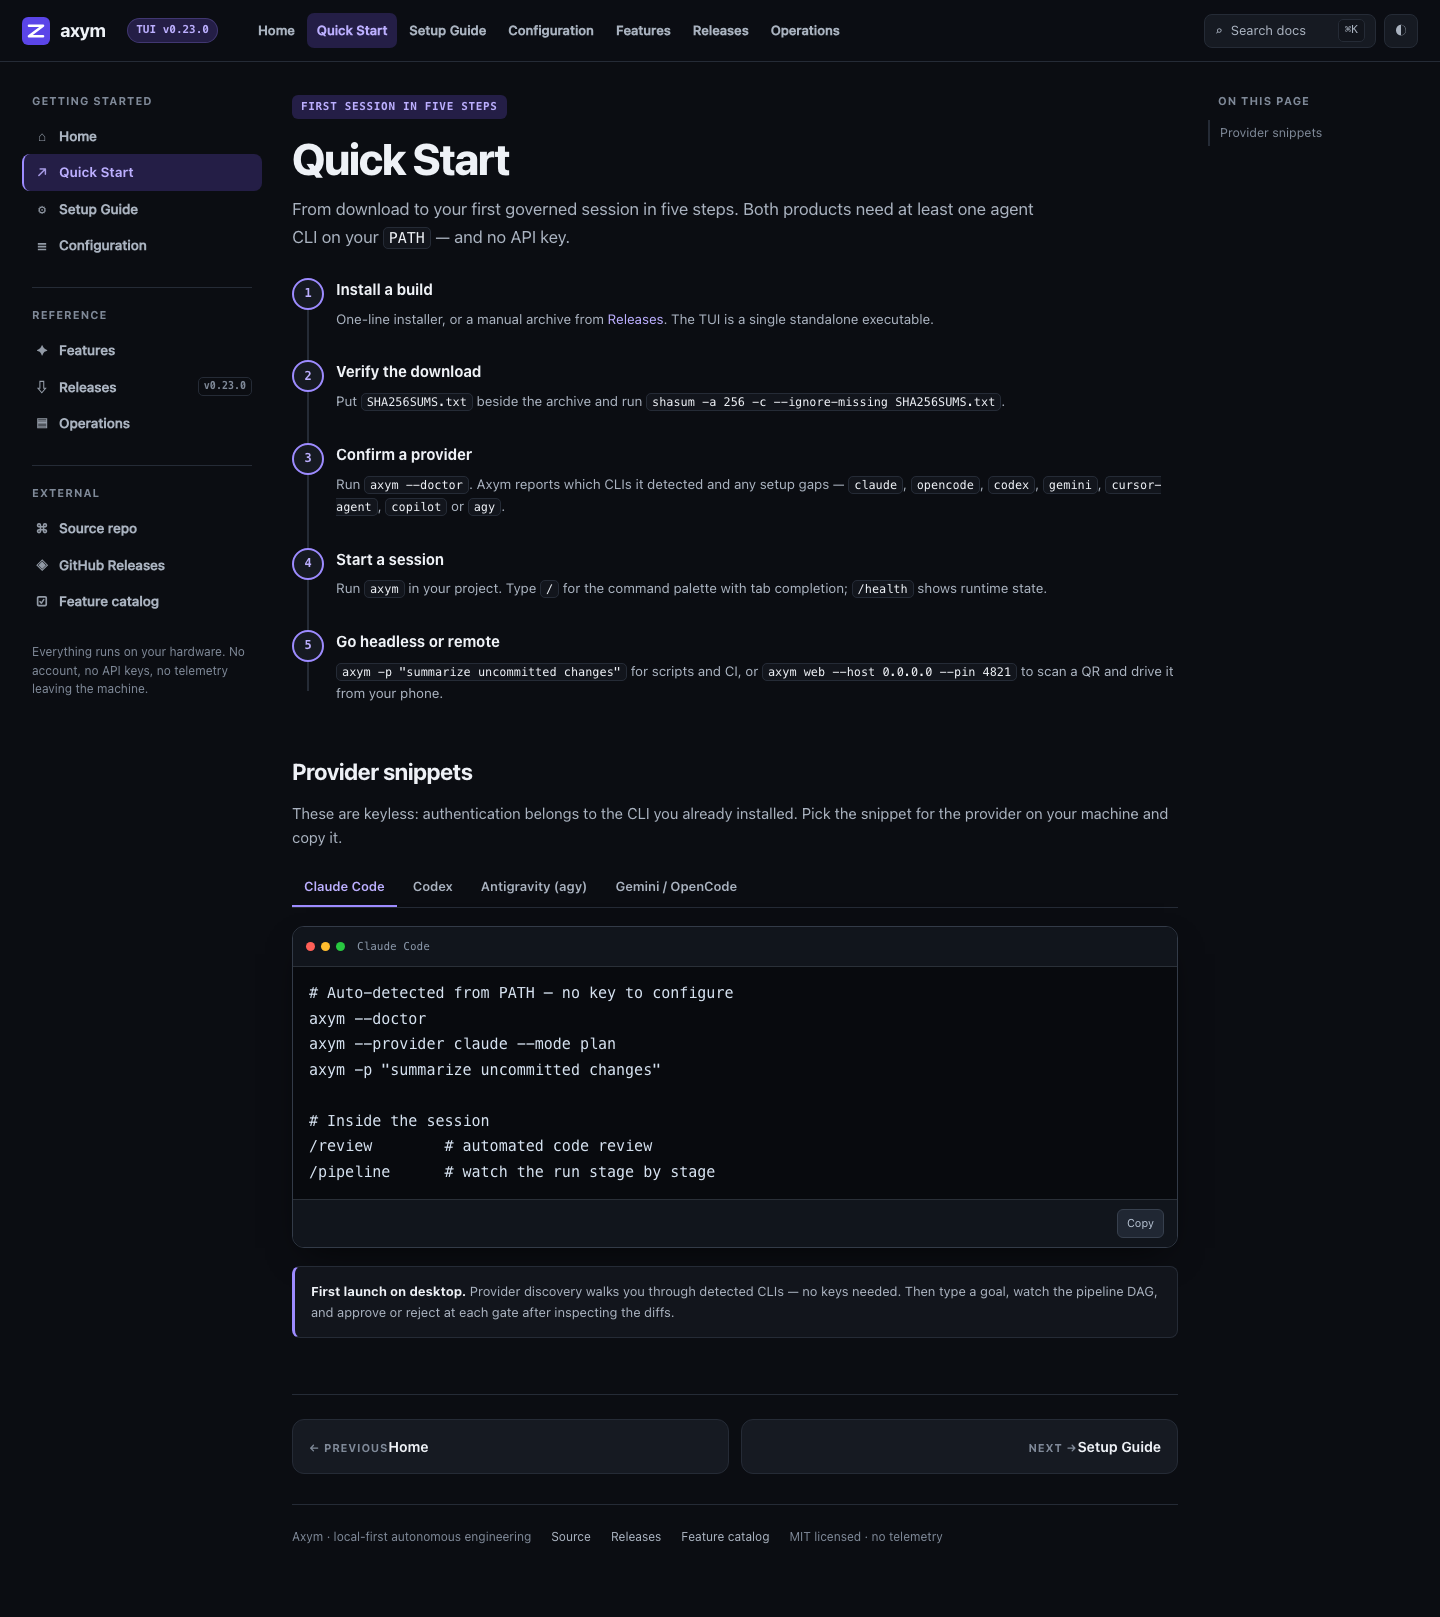 axym
TUI v0.23.0
Home
Quick Start
Setup Guide
Configuration
Features
Releases
Operations
Search docs
⌘K
GETTING STARTED
Home
Quick Start
Setup Guide
Configuration
REFERENCE
Features
Releases
v0.23.0
Operations
EXTERNAL
Source repo
GitHub Releases
Feature catalog
Everything runs on your hardware. No
account, no API keys, no telemetry
leaving the machine.
FIRST SESSION IN FIVE STEPS
Quick Start
From download to your first governed session in five steps. Both products need at least one agent
CLI on your PATH — and no API key.
1
Install a build
One-line installer, or a manual archive from Releases. The TUI is a single standalone executable.
2
Verify the download
Put SHA256SUMS.txt beside the archive and run shasum -a 256 -c --ignore-missing SHA256SUMS.txt.
3
Confirm a provider
Run axym --doctor. Axym reports which CLIs it detected and any setup gaps — claude, opencode, codex, gemini, cursor-
agent, copilot or agy.
4
Start a session
Run axym in your project. Type / for the command palette with tab completion; /health shows runtime state.
5
Go headless or remote
axym -p "summarize uncommitted changes" for scripts and CI, or axym web --host 0.0.0.0 --pin 4821 to scan a QR and drive it
from your phone.
Provider snippets
These are keyless: authentication belongs to the CLI you already installed. Pick the snippet for the provider on your machine and
copy it.
Claude Code
Codex
Antigravity (agy)
Gemini / OpenCode
Claude Code
# Auto-detected from PATH — no key to configure
axym --doctor
axym --provider claude --mode plan
axym -p "summarize uncommitted changes"
# Inside the session
/review        # automated code review
/pipeline      # watch the run stage by stage
Copy
First launch on desktop. Provider discovery walks you through detected CLIs — no keys needed. Then type a goal, watch the pipeline DAG,
and approve or reject at each gate after inspecting the diffs.
← PREVIOUSHome
NEXT →Setup Guide
Axym · local-first autonomous engineering
Source
Releases
Feature catalog
MIT licensed · no telemetry
ON THIS PAGE
Provider snippets